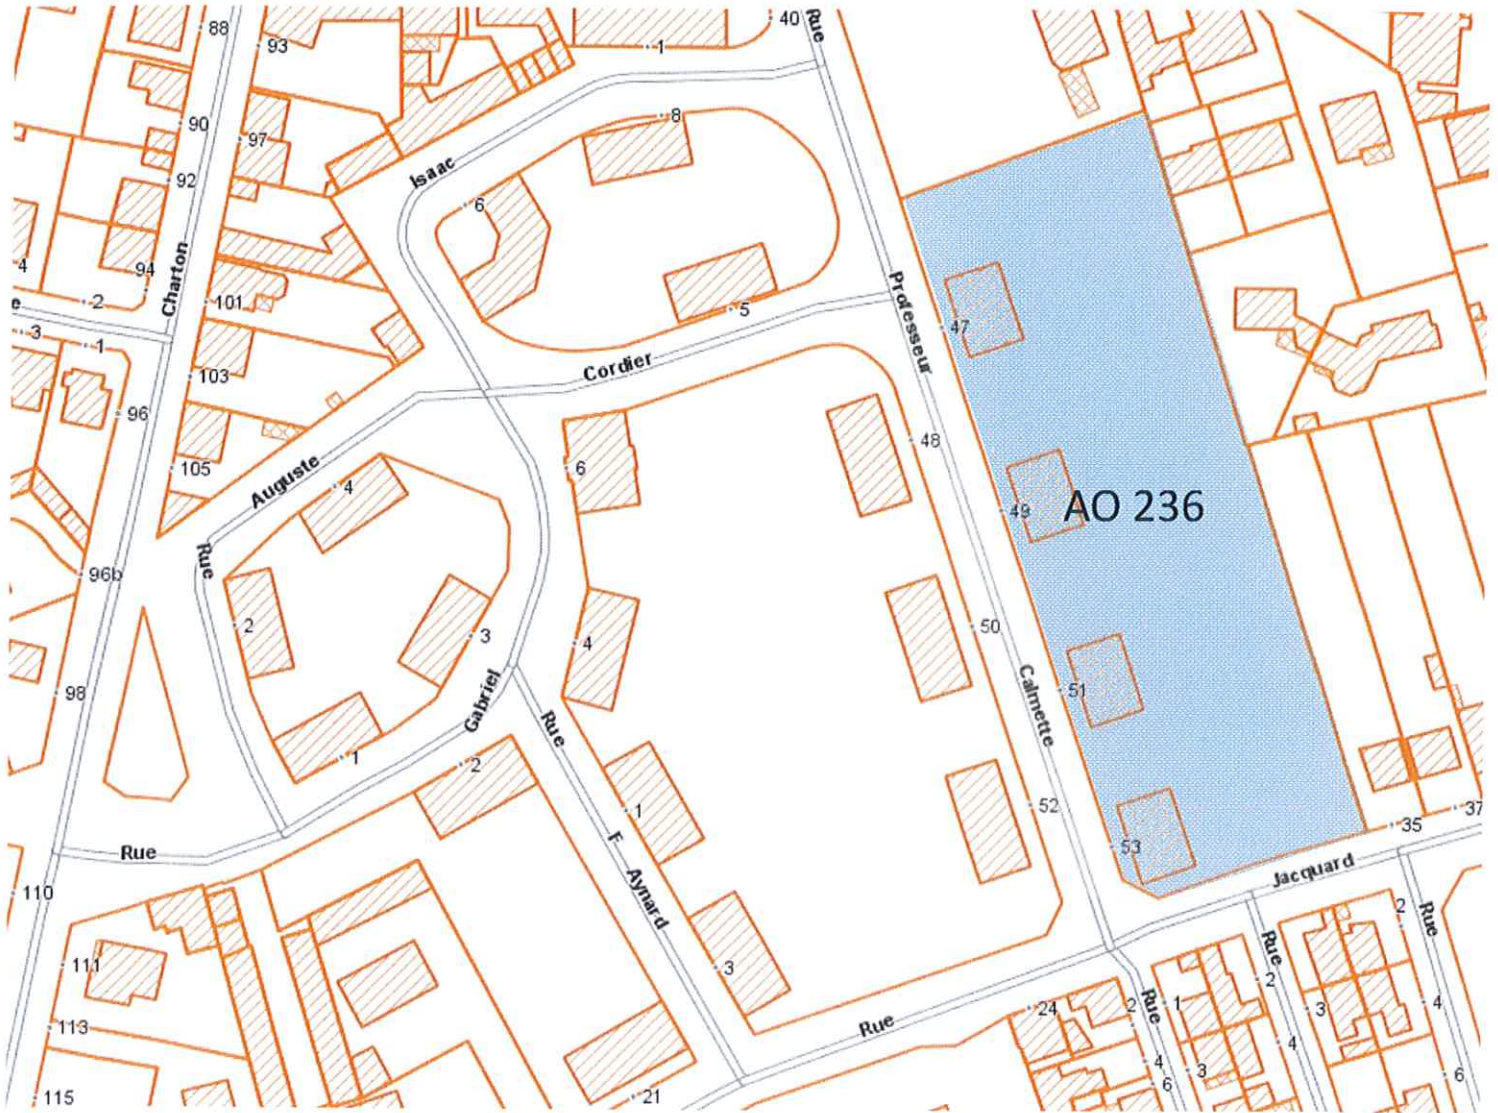 88
40
Rue
93
1
90
97
8
Isaac
92
6
4
94
Charton
2
101
e
3
1
5
47
Professeur
103
Cordier
96
48
105
6
Auguste
4
49
AO 236
Rue
96b
2
3
4
50
98
Gabriel
Rue
Calmette
51
1
2
1
52
F
35
37
Rue
53
Jacquard
110
Aynard
2
Rue
Rue
111
3
2
113
Rue
24
2
Rue
1
3
4
4
4
3
6
6
115
21